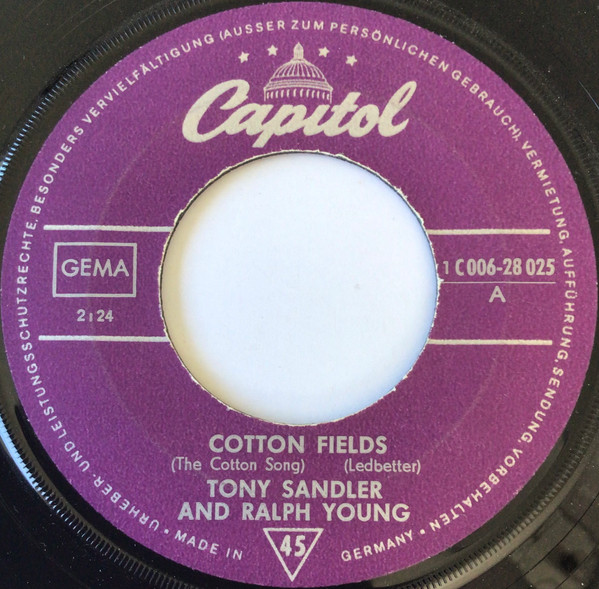 URHEBER- UND LEISTUNGSSCHUTZRECHTE, BESONDERS VERVIELFÄLTIGUNG (AUSSER ZUM PERSÖNLICHEN GEBRAUCH), VERMIETUNG, AUFFÜHRUNG, SENDUNG, VORBEHALTEN
Capitol
GEMA
2:24
1 C 006-28 025
A
COTTON FIELDS
(The Cotton Song) (Ledbetter)
TONY SANDLER
AND RALPH YOUNG
• MADE IN GERMANY •
45